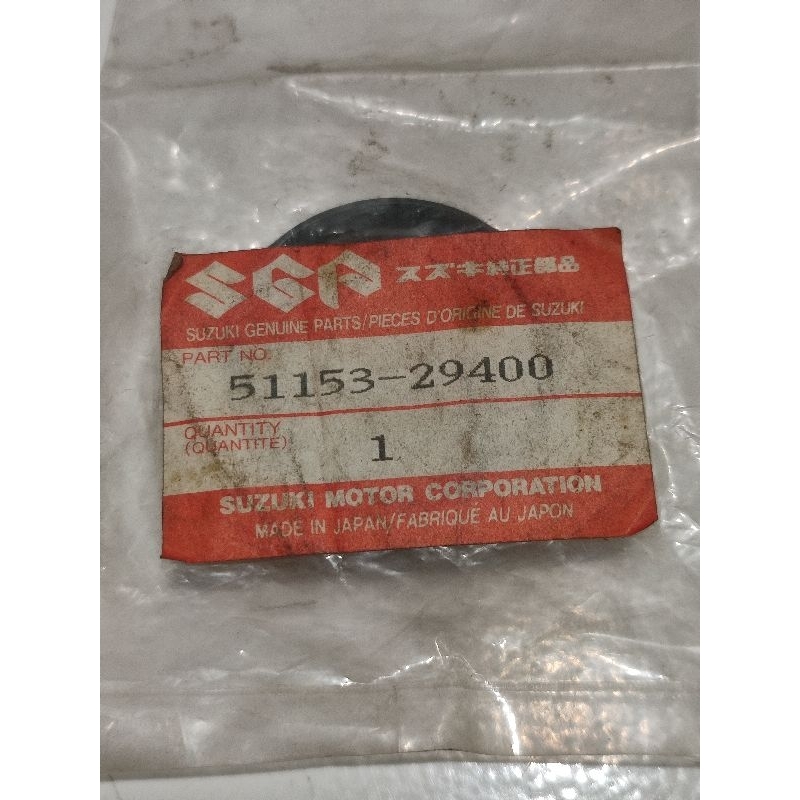 SGP スズキ純正部品
SUZUKI GENUINE PARTS/PIECES D'ORIGINE DE SUZUKI
PART NO.
51153-29400
QUANTITY
(QUANTITE)
1
SUZUKI MOTOR CORPORATION
MADE IN JAPAN/FABRIQUÉ AU JAPON